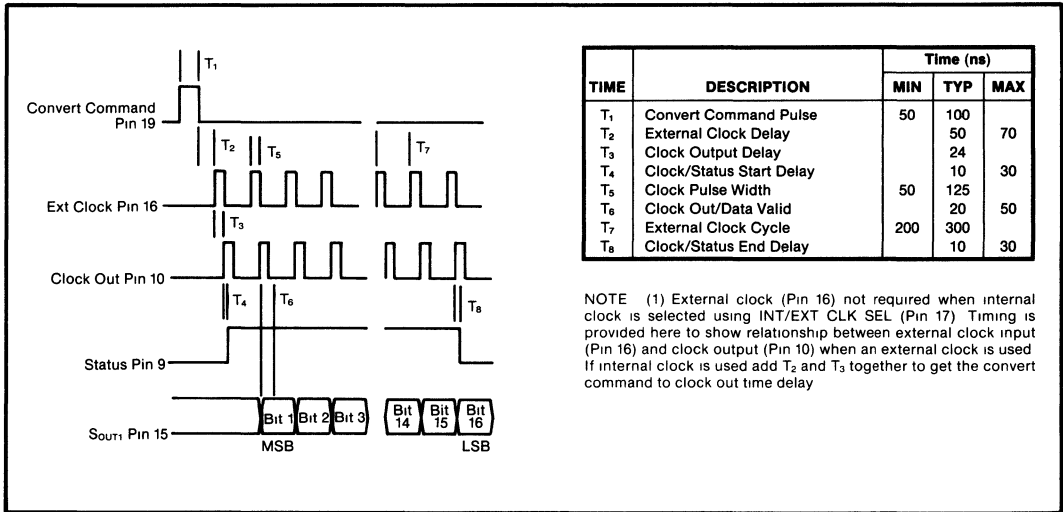 T₁
Convert Command
Pin 19
T₂
T₅
T₇
Ext Clock Pin 16
T₃
Clock Out Pin 10
T₄
T₆
T₈
Status Pin 9
SOUT1 Pin 15
Bit 1
Bit 2
Bit 3
Bit 14
Bit 15
Bit 16
MSB
LSB
Time (ns)
TIME DESCRIPTION MIN TYP MAX
T₁ Convert Command Pulse 50 100
T₂ External Clock Delay 50 70
T₃ Clock Output Delay 24
T₄ Clock/Status Start Delay 10 30
T₅ Clock Pulse Width 50 125
T₆ Clock Out/Data Valid 20 50
T₇ External Clock Cycle 200 300
T₈ Clock/Status End Delay 10 30
NOTE (1) External clock (Pin 16) not required when internal
clock is selected using INT/EXT CLK SEL (Pin 17) Timing is
provided here to show relationship between external clock input
(Pin 16) and clock output (Pin 10) when an external clock is used
If internal clock is used add T₂ and T₃ together to get the convert
command to clock out time delay